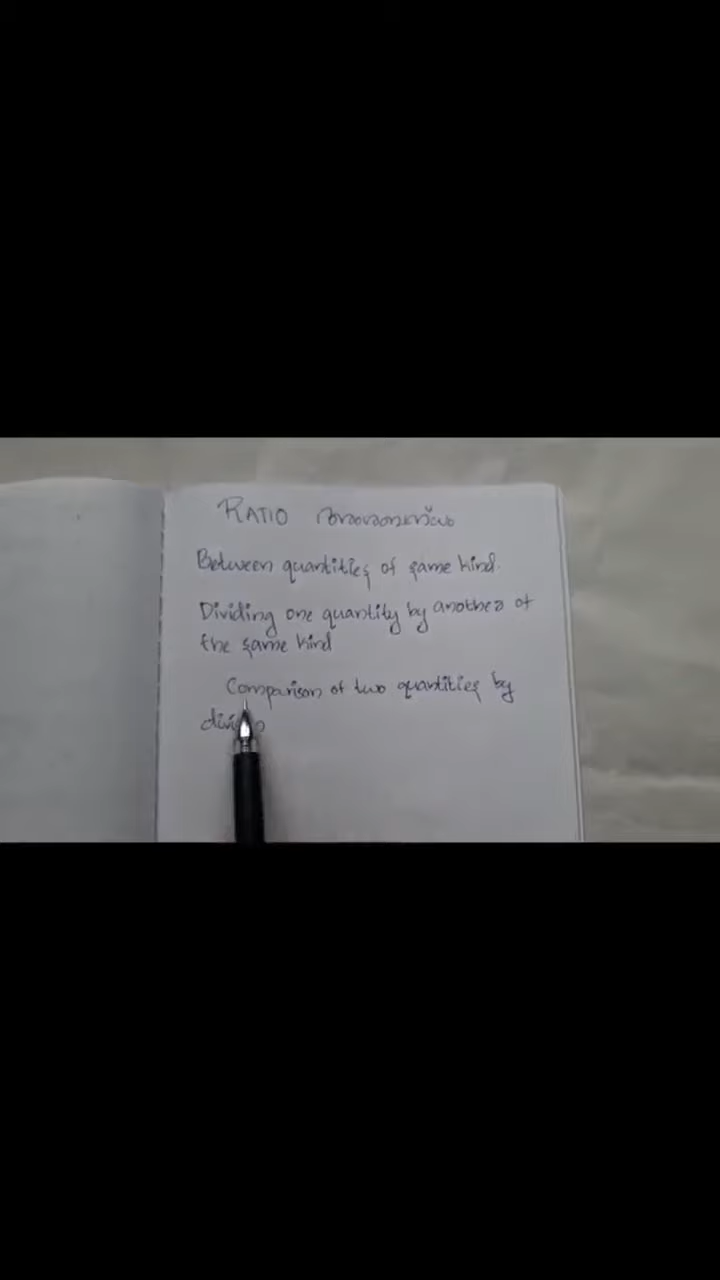 RATIO
Between quantities of same kind.
Dividing one quantity by another of
the same kind
Comparison of two quantities by